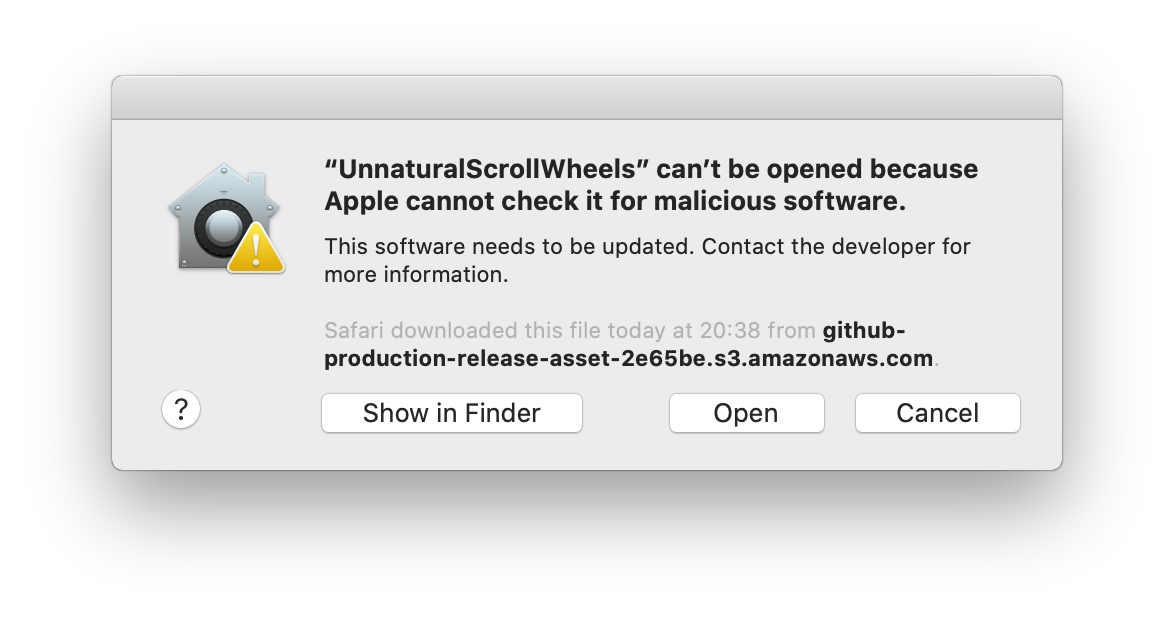 “UnnaturalScrollWheels” can’t be opened because
Apple cannot check it for malicious software.
This software needs to be updated. Contact the developer for
more information.
Safari downloaded this file today at 20:38 from github-
production-release-asset-2e65be.s3.amazonaws.com.
? Show in Finder Open Cancel